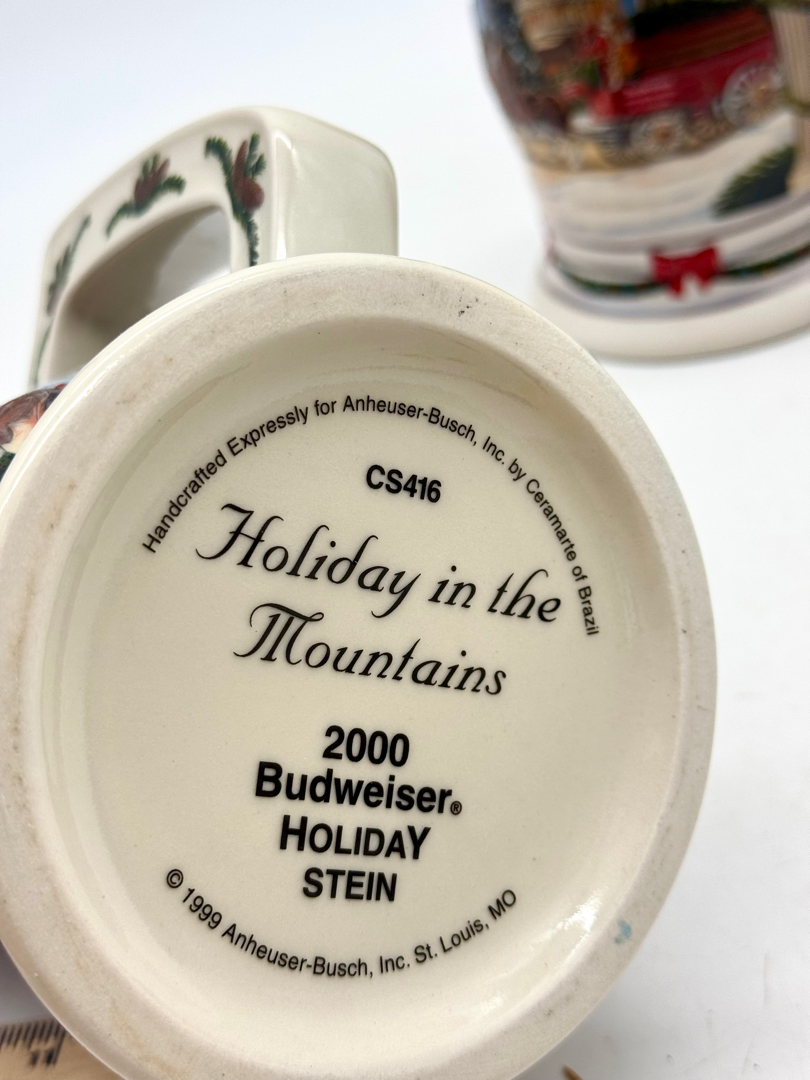 Handcrafted Expressly for Anheuser-Busch, Inc. by Ceramarte of Brazil
CS416
Holiday in the
Mountains
2000
Budweiser®
HOLIDAY
STEIN
© 1999 Anheuser-Busch, Inc. St. Louis, MO